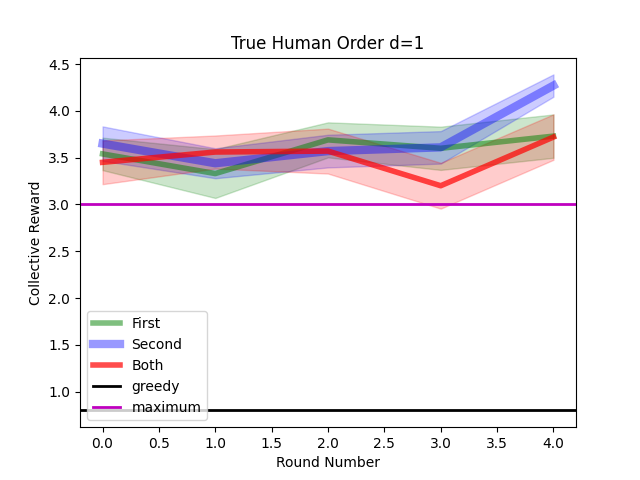 True Human Order d=1
Collective Reward
4.5
4.0
3.5
3.0
2.5
2.0
1.5
1.0
First
Second
Both
greedy
maximum
0.0 0.5 1.0 1.5 2.0 2.5 3.0 3.5 4.0
Round Number